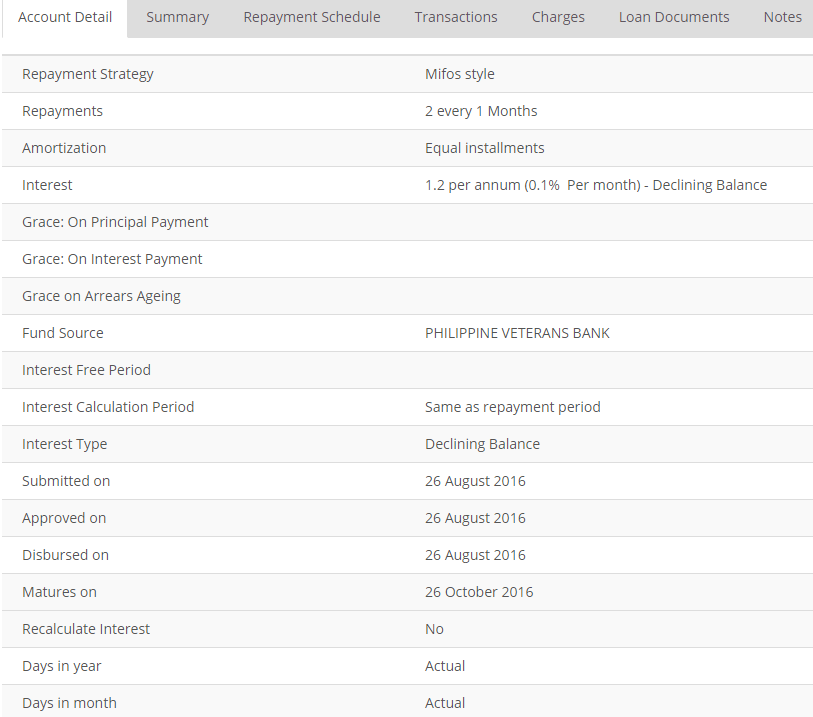 Account Detail Summary Repayment Schedule Transactions Charges Loan Documents Notes
Repayment Strategy Mifos style
Repayments 2 every 1 Months
Amortization Equal installments
Interest 1.2 per annum (0.1% Per month) - Declining Balance
Grace: On Principal Payment
Grace: On Interest Payment
Grace on Arrears Ageing
Fund Source PHILIPPINE VETERANS BANK
Interest Free Period
Interest Calculation Period Same as repayment period
Interest Type Declining Balance
Submitted on 26 August 2016
Approved on 26 August 2016
Disbursed on 26 August 2016
Matures on 26 October 2016
Recalculate Interest No
Days in year Actual
Days in month Actual